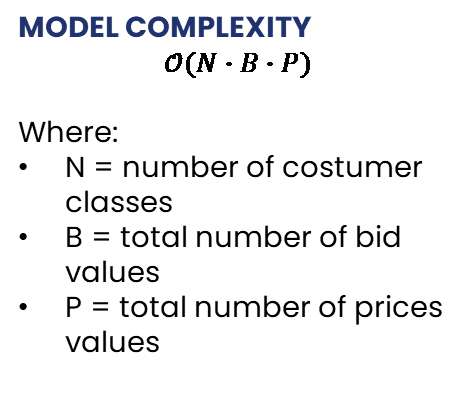 MODEL COMPLEXITY
𝒪(N · B · P)
Where:
• N = number of costumer
classes
• B = total number of bid
values
• P = total number of prices
values